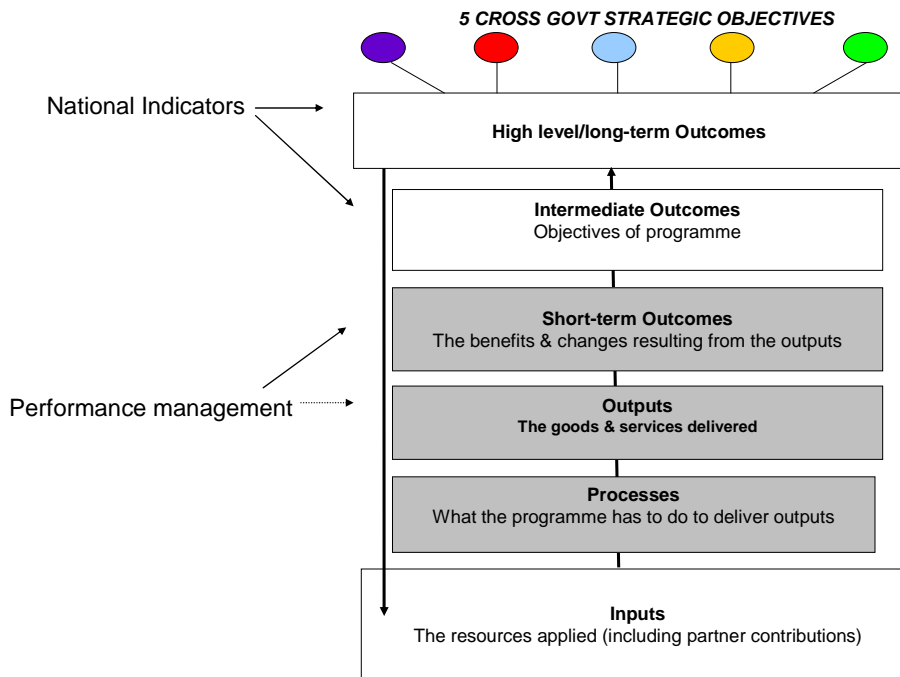 5 CROSS GOVT STRATEGIC OBJECTIVES
National Indicators
High level/long-term Outcomes
Intermediate Outcomes
Objectives of programme
Short-term Outcomes
The benefits & changes resulting from the outputs
Performance management
Outputs
The goods & services delivered
Processes
What the programme has to do to deliver outputs
Inputs
The resources applied (including partner contributions)